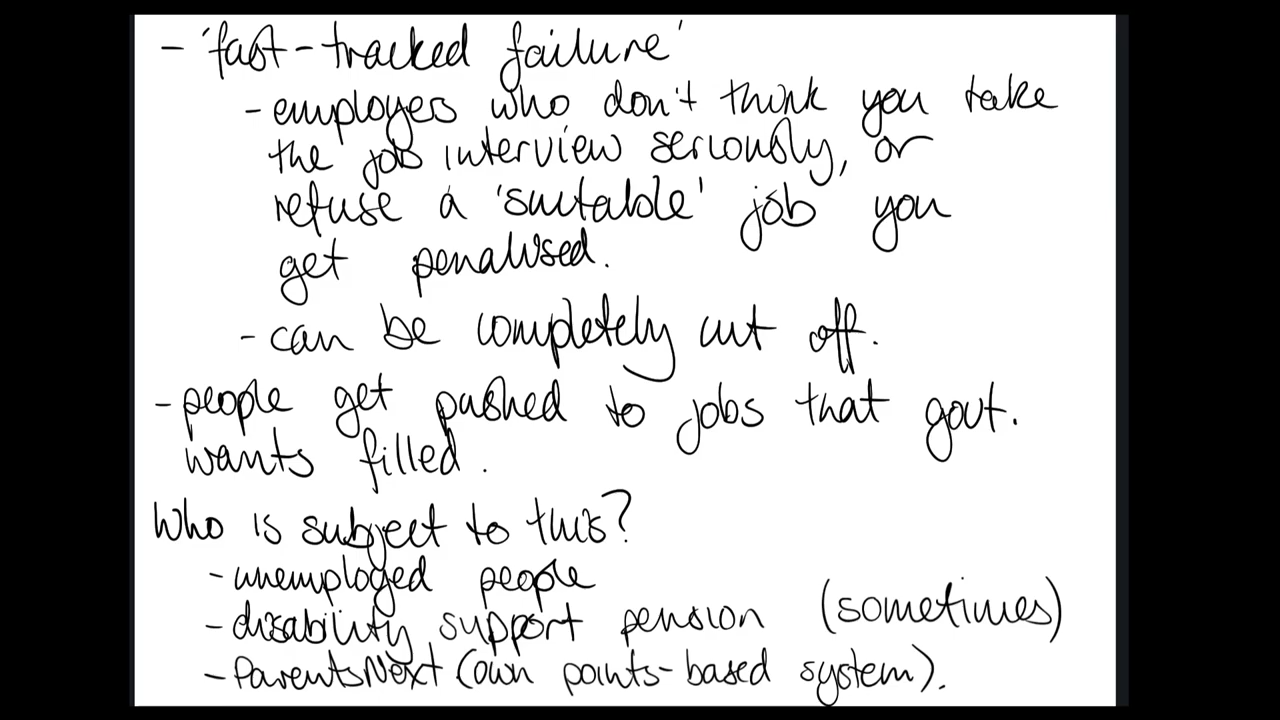 - 'fast-tracked failure'
- employers who don't think you take
the job interview seriously, or
refuse a 'suitable' job you
get penalised.
- can be completely cut off.
- people get pushed to jobs that govt.
wants filled.
Who is subject to this?
- unemployed people
- disability support pension (sometimes)
- ParentsNext (own points-based system).